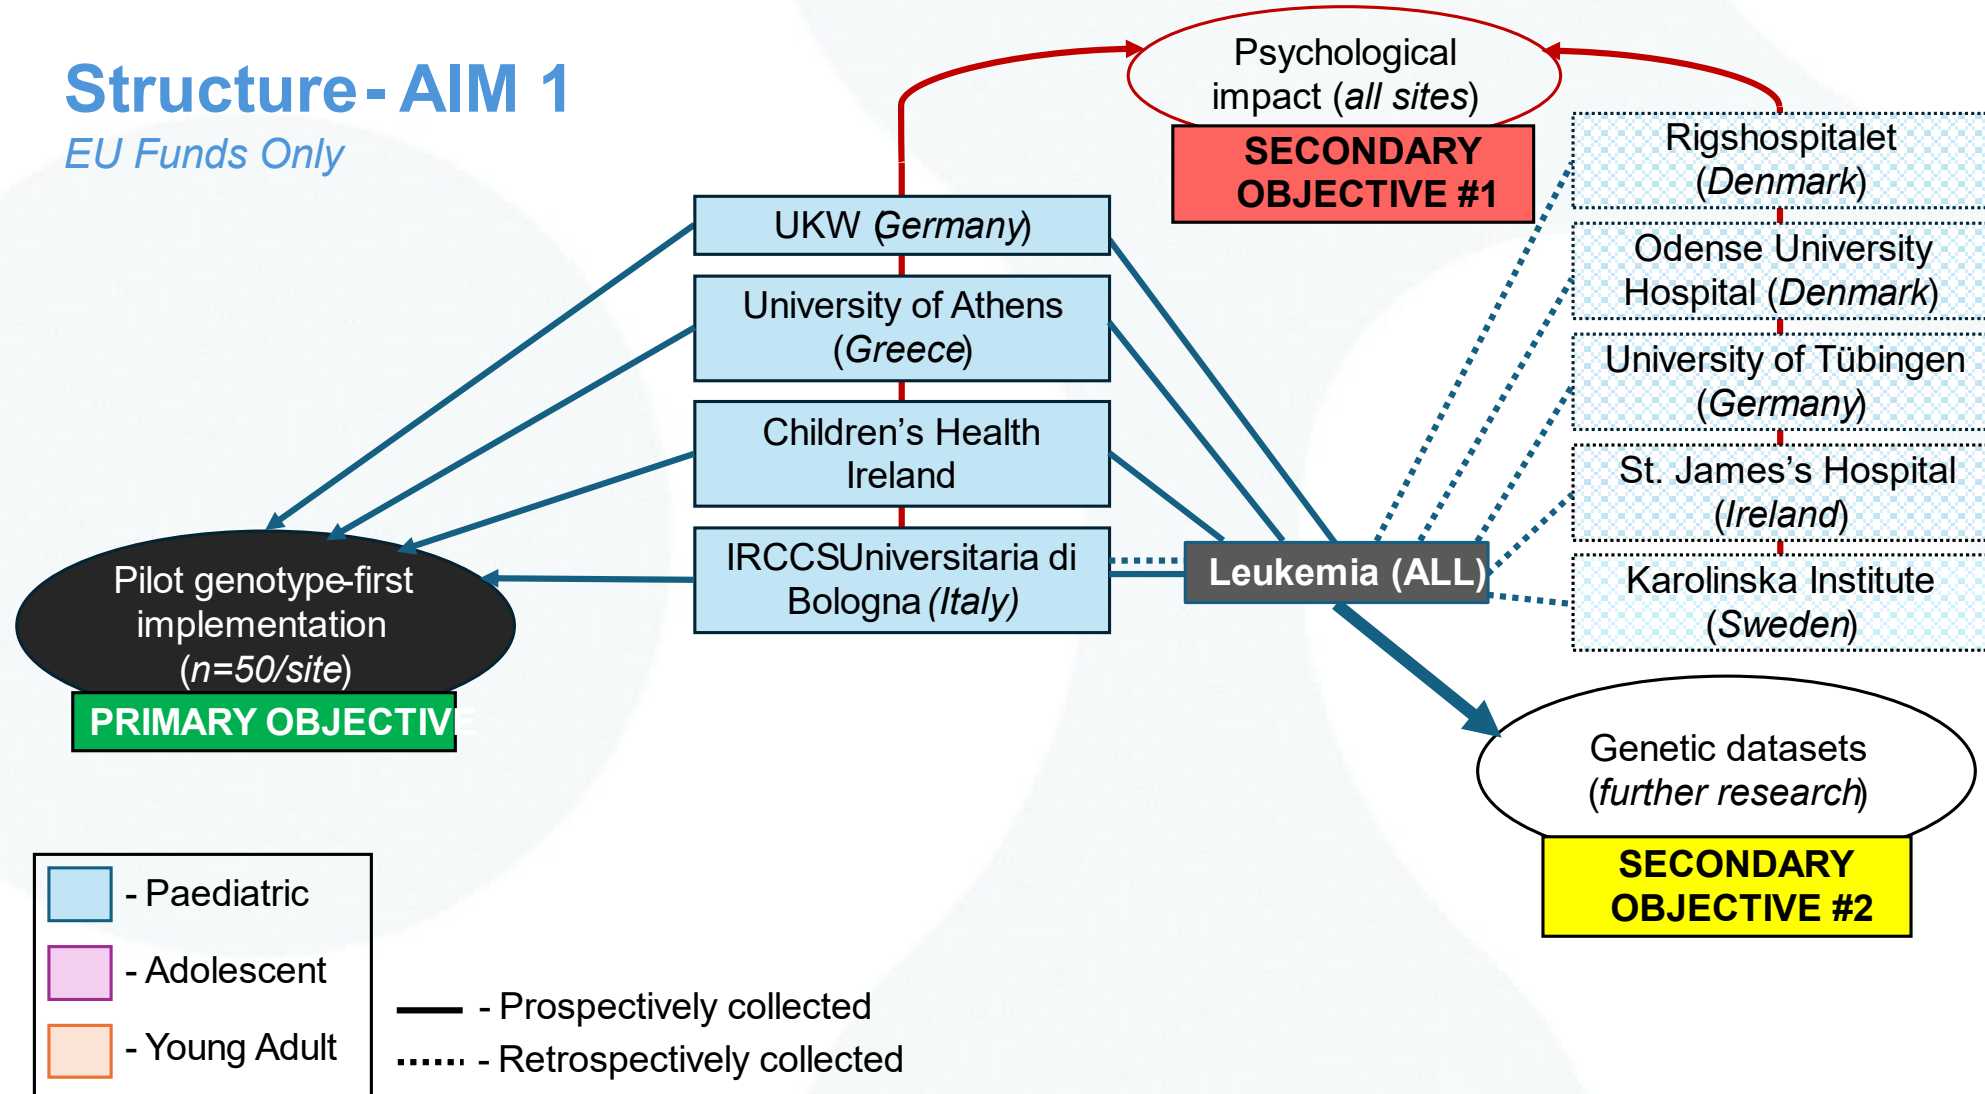 Structure - AIM 1
EU Funds Only
Psychological
impact (all sites)
SECONDARY
OBJECTIVE #1
UKW (Germany)
University of Athens
(Greece)
Children's Health
Ireland
IRCCSUniversitaria di
Bologna (Italy)
Leukemia (ALL)
Rigshospitalet
(Denmark)
Odense University
Hospital (Denmark)
University of Tübingen
(Germany)
St. James's Hospital
(Ireland)
Karolinska Institute
(Sweden)
Pilot genotype-first
implementation
(n=50/site)
PRIMARY OBJECTIVE
Genetic datasets
(further research)
SECONDARY
OBJECTIVE #2
- Paediatric
- Adolescent
- Young Adult
- Prospectively collected
- Retrospectively collected